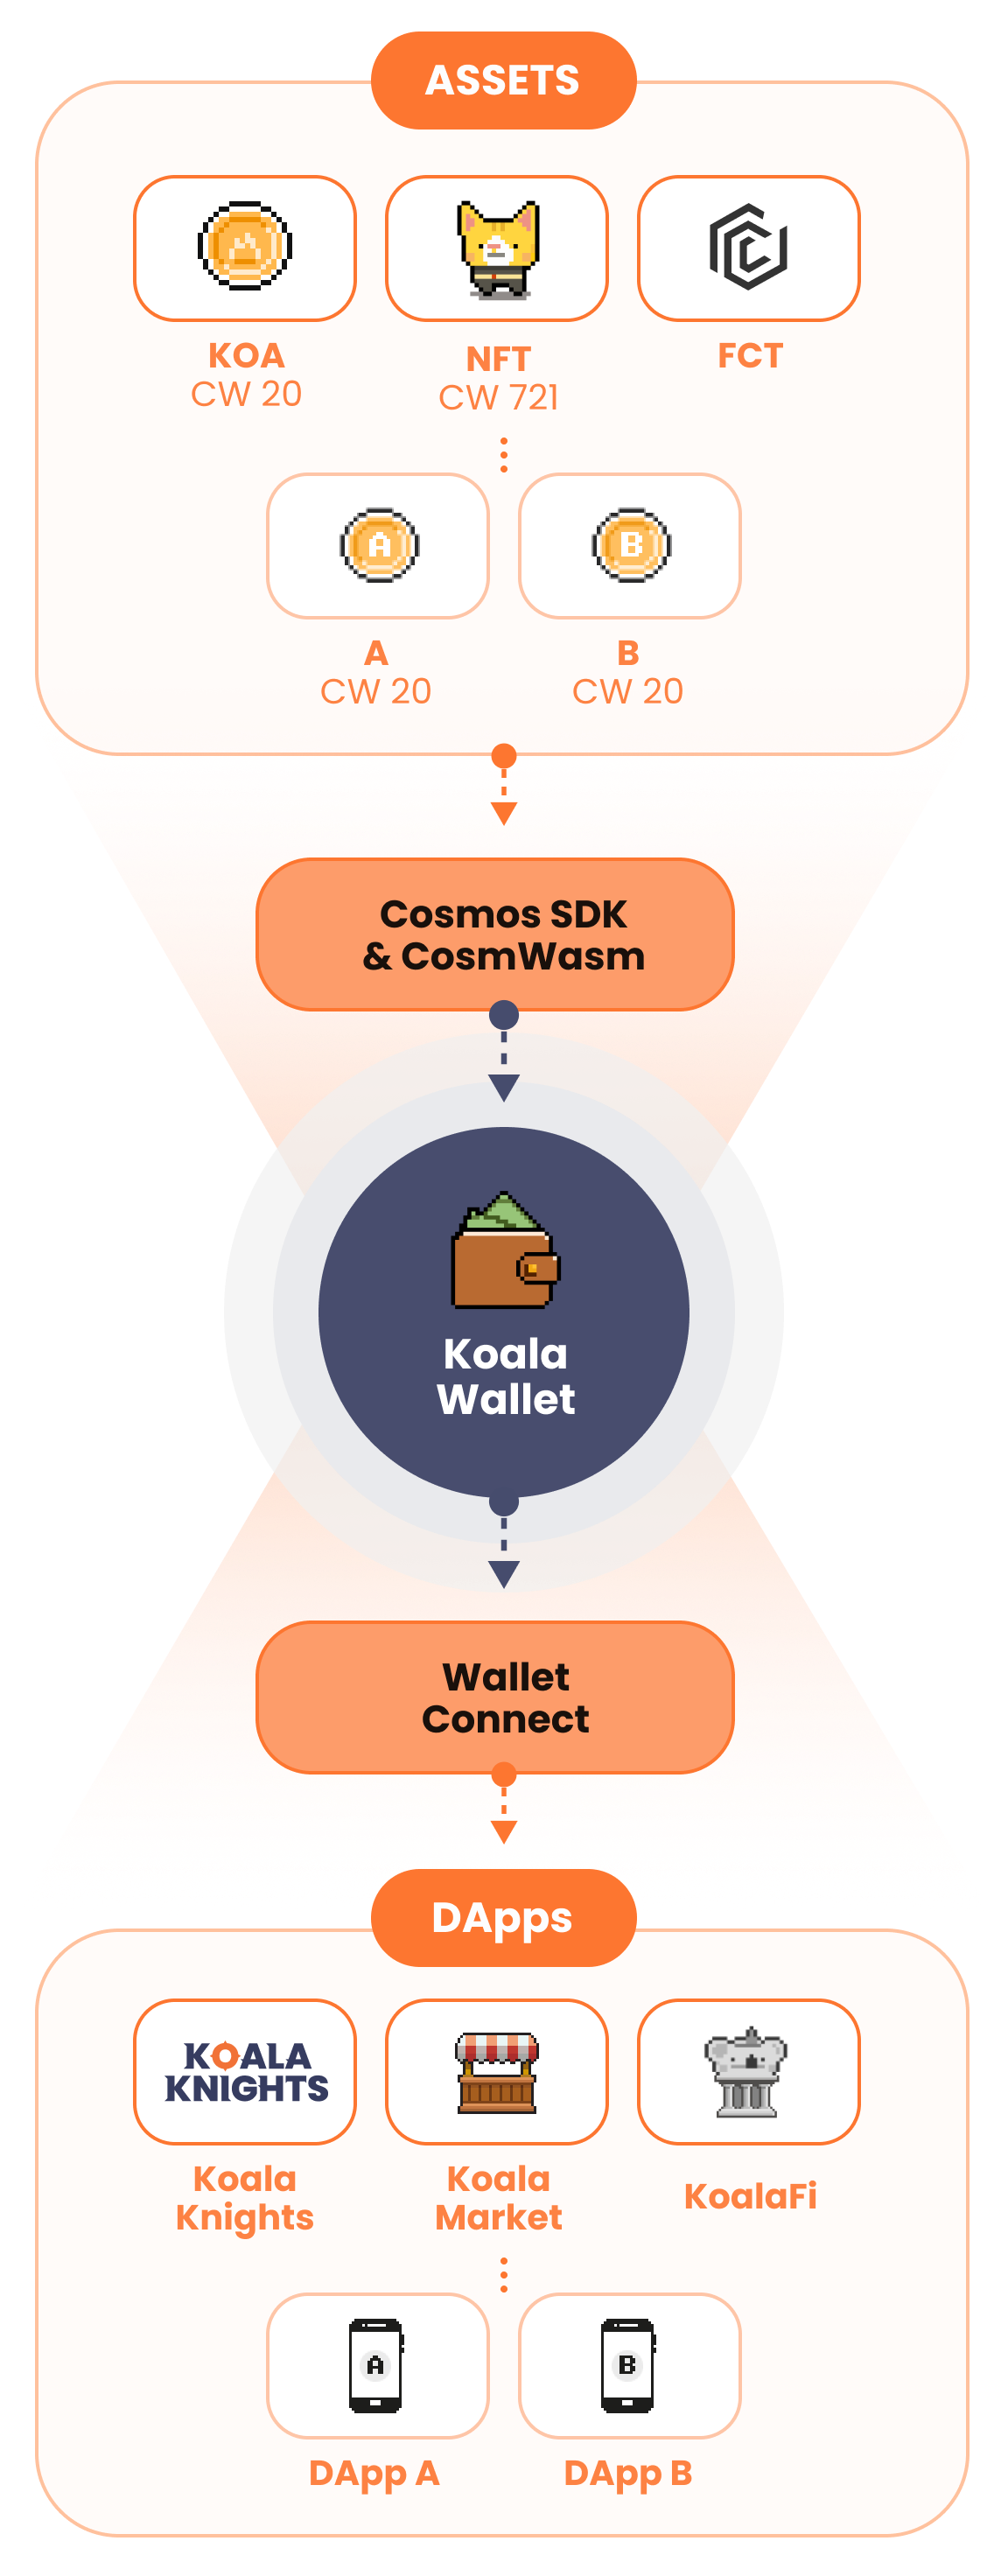 ASSETS
KOA
CW 20
NFT
CW 721
FCT
A
B
A
CW 20
B
CW 20
Cosmos SDK
& CosmWasm
Koala
Wallet
Wallet
Connect
DApps
KOALA
KNIGHTS
Koala
Knights
Koala
Market
KoalaFi
A
B
DApp A
DApp B